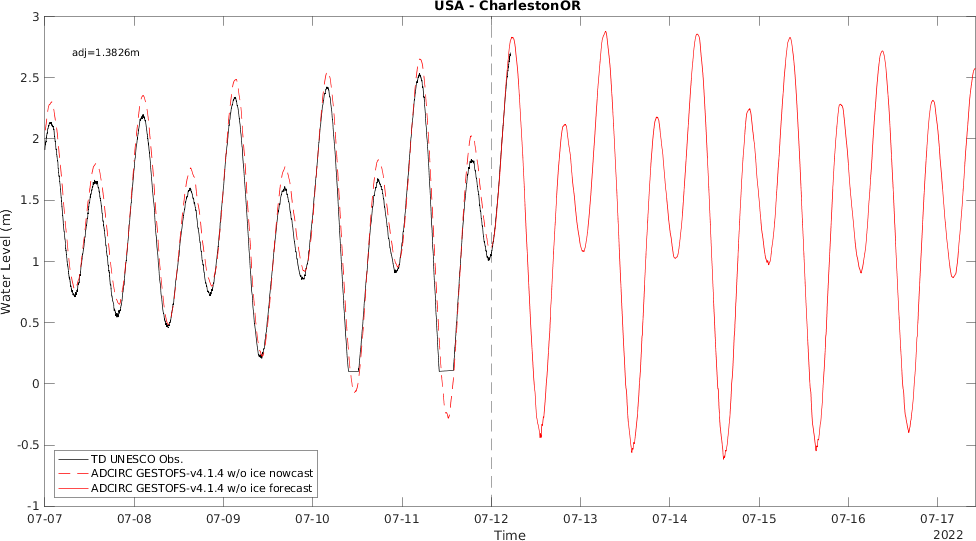 USA - CharlestonOR
adj=1.3826m
3
2.5
2
1.5
1
0.5
0
-0.5
-1
Water Level (m)
TD UNESCO Obs.
ADCIRC GESTOFS-v4.1.4 w/o ice nowcast
ADCIRC GESTOFS-v4.1.4 w/o ice forecast
07-07 07-08 07-09 07-10 07-11 07-12 07-13 07-14 07-15 07-16 07-17
Time
2022